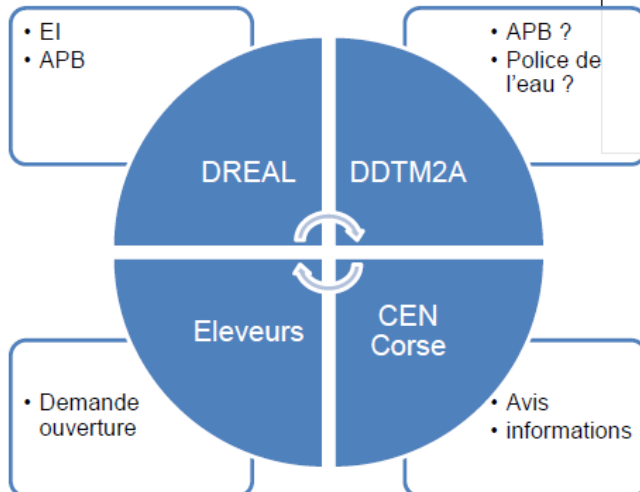 • EI
• APB
• APB ?
• Police de
l'eau ?
DREAL
DDTM2A
Eleveurs
CEN
Corse
• Demande
ouverture
• Avis
• informations